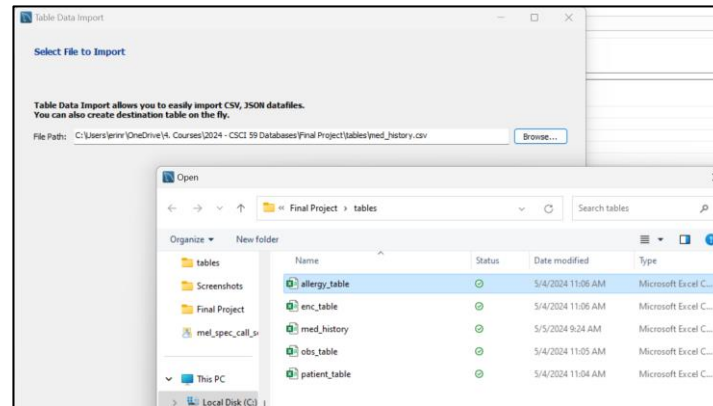 Table Data Import
Select File to Import
Table Data Import allows you to easily import CSV, JSON datafiles.
You can also create destination table on the fly.
File Path: C:\Users\erinr\OneDrive\4. Courses\2024 - CSCI 59 Databases\Final Project\tables\med_history.csv Browse...
Open
« Final Project > tables Search tables
Organize New folder
Name Status Date modified Type
tables
Screenshots
Final Project
mel_spec_call_s
This PC
Local Disk (C:)
allergy_table 5/4/2024 11:06 AM Microsoft Excel C...
enc_table 5/4/2024 11:06 AM Microsoft Excel C...
med_history 5/5/2024 9:24 AM Microsoft Excel C...
obs_table 5/4/2024 11:05 AM Microsoft Excel C...
patient_table 5/4/2024 11:04 AM Microsoft Excel C...